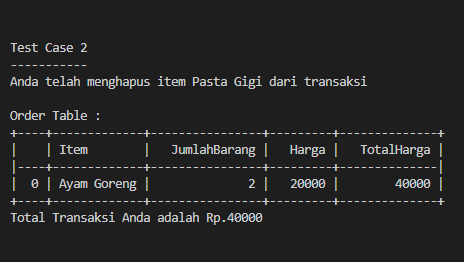 Test Case 2
-----------
Anda telah menghapus item Pasta Gigi dari transaksi
Order Table :
+----+--------------+----------------+---------+--------------+
|    | Item         |   JumlahBarang |   Harga |   TotalHarga |
|----+--------------+----------------+---------+--------------|
|  0 | Ayam Goreng |              2 |   20000 |        40000 |
+----+--------------+----------------+---------+--------------+
Total Transaksi Anda adalah Rp.40000